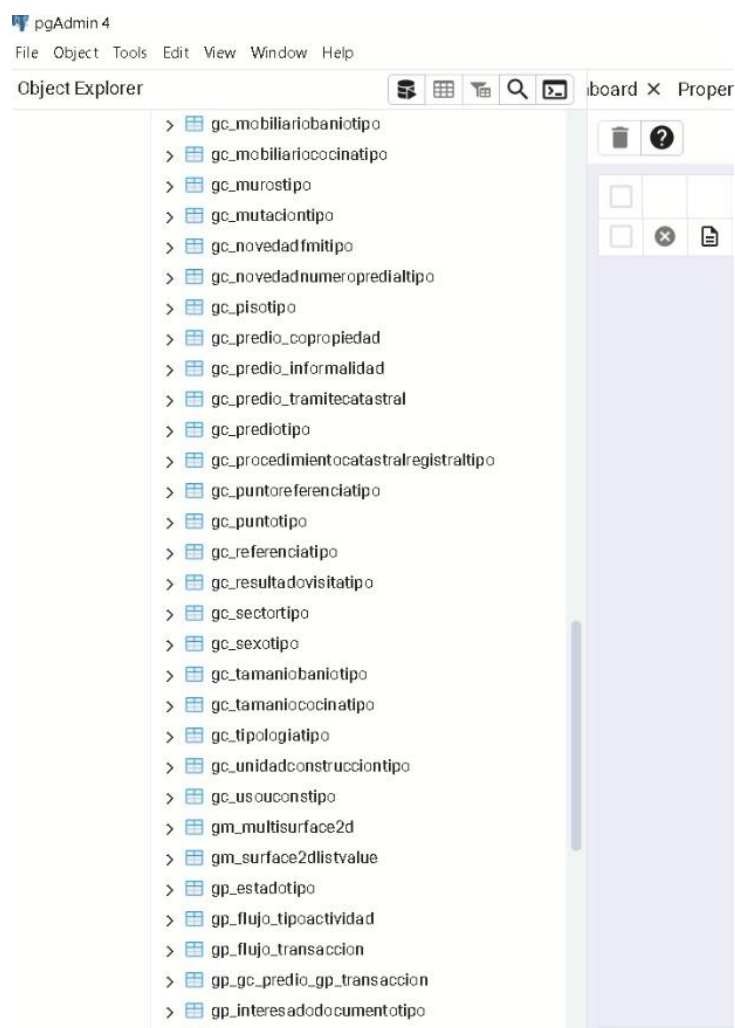 pgAdmin 4
File Object Tools Edit View Window Help
Object Explorer
board × Proper
gc_mobiliariobaniotipo
gc_mobiliariococinatipo
gc_murostipo
gc_mutaciontipo
gc_novedadfmitipo
gc_novedadnumeropredialtipo
gc_pisotipo
gc_predio_copropiedad
gc_predio_informalidad
gc_predio_tramitecatastral
gc_prediotipo
gc_procedimientocatastralregistraltipo
gc_puntoreferenciatipo
gc_puntotipo
gc_referenciatipo
gc_resultadovisitatipo
gc_sectortipo
gc_sexotipo
gc_tamaniobaniotipo
gc_tamaniococinatipo
gc_tipologiatipo
gc_unidadconstrucciontipo
gc_usouconstipo
gm_multisurface2d
gm_surface2dlistvalue
gp_estadotipo
gp_flujo_tipoactividad
gp_flujo_transaccion
gp_gc_predio_gp_transaccion
gp_interesadodocumentotipo